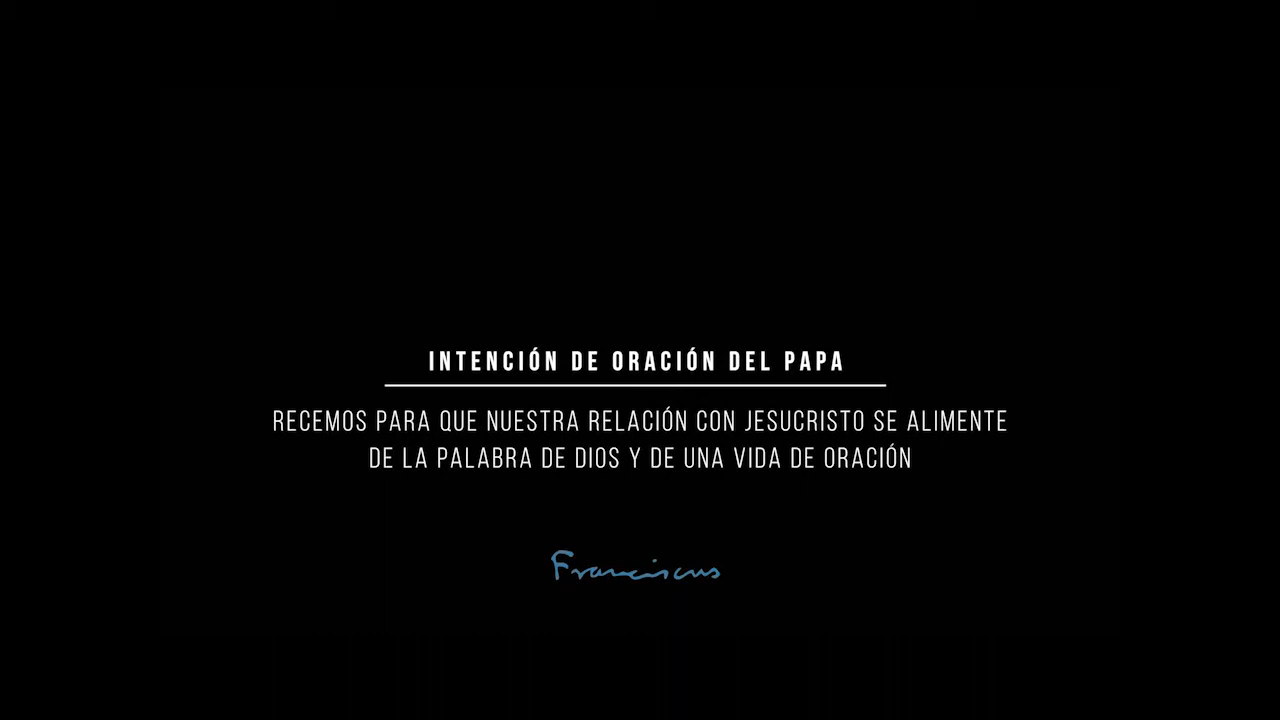 INTENCIÓN DE ORACIÓN DEL PAPA
RECEMOS PARA QUE NUESTRA RELACIÓN CON JESUCRISTO SE ALIMENTE
DE LA PALABRA DE DIOS Y DE UNA VIDA DE ORACIÓN
Franciscus